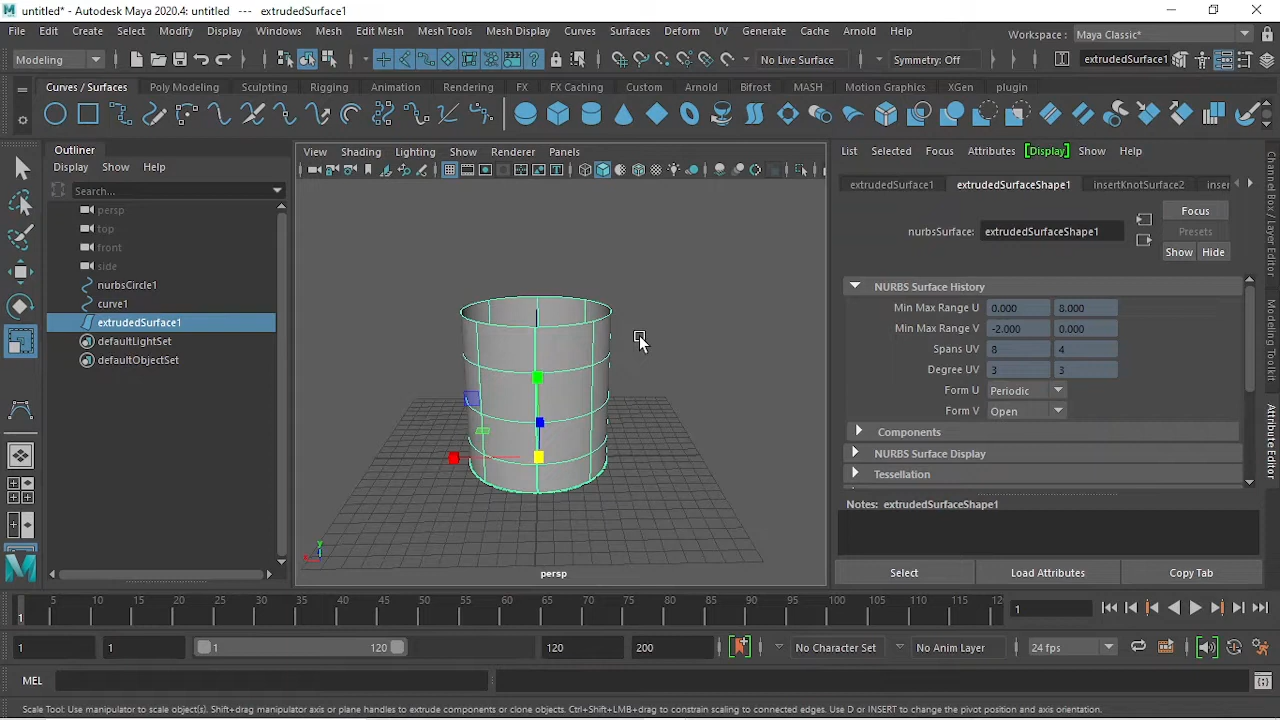 untitled* - Autodesk Maya 2020.4: untitled --- extrudedSurface1
File Edit Create Select Modify Display Windows Mesh Edit Mesh Mesh Tools Mesh Display Curves Surfaces Deform UV Generate Cache Arnold Help
Workspace : Maya Classic*
Modeling No Live Surface Symmetry: Off extrudedSurface1
Curves / Surfaces Poly Modeling Sculpting Rigging Animation Rendering FX FX Caching Custom Arnold Bifrost MASH Motion Graphics XGen plugin
Outliner
Display Show Help
Search...
persp
top
front
side
nurbsCircle1
curve1
extrudedSurface1
defaultLightSet
defaultObjectSet
View Shading Lighting Show Renderer Panels
persp
y
List Selected Focus Attributes [Display] Show Help
extrudedSurface1 extrudedSurfaceShape1 insertKnotSurface2 inser
Focus
nurbsSurface: extrudedSurfaceShape1 Presets
Show Hide
NURBS Surface History
Min Max Range U 0.000 8.000
Min Max Range V -2.000 0.000
Spans UV 8 4
Degree UV 3 3
Form U Periodic
Form V Open
Components
NURBS Surface Display
Tessellation
Notes: extrudedSurfaceShape1
Select Load Attributes Copy Tab
Channel Box / Layer Editor
Modeling Toolkit
Attribute Editor
5 10 15 20 25 30 35 40 45 50 55 60 65 70 75 80 85 90 95 100 105 110 115 12
1 1
1 1 1 120 120 200 No Character Set No Anim Layer 24 fps
MEL
Scale Tool: Use manipulator to scale object(s). Shift+drag manipulator axis or plane handles to extrude components or clone objects. Ctrl+Shift+LMB+drag to constrain scaling to connected edges. Use D or INSERT to change the pivot position and axis orientation.